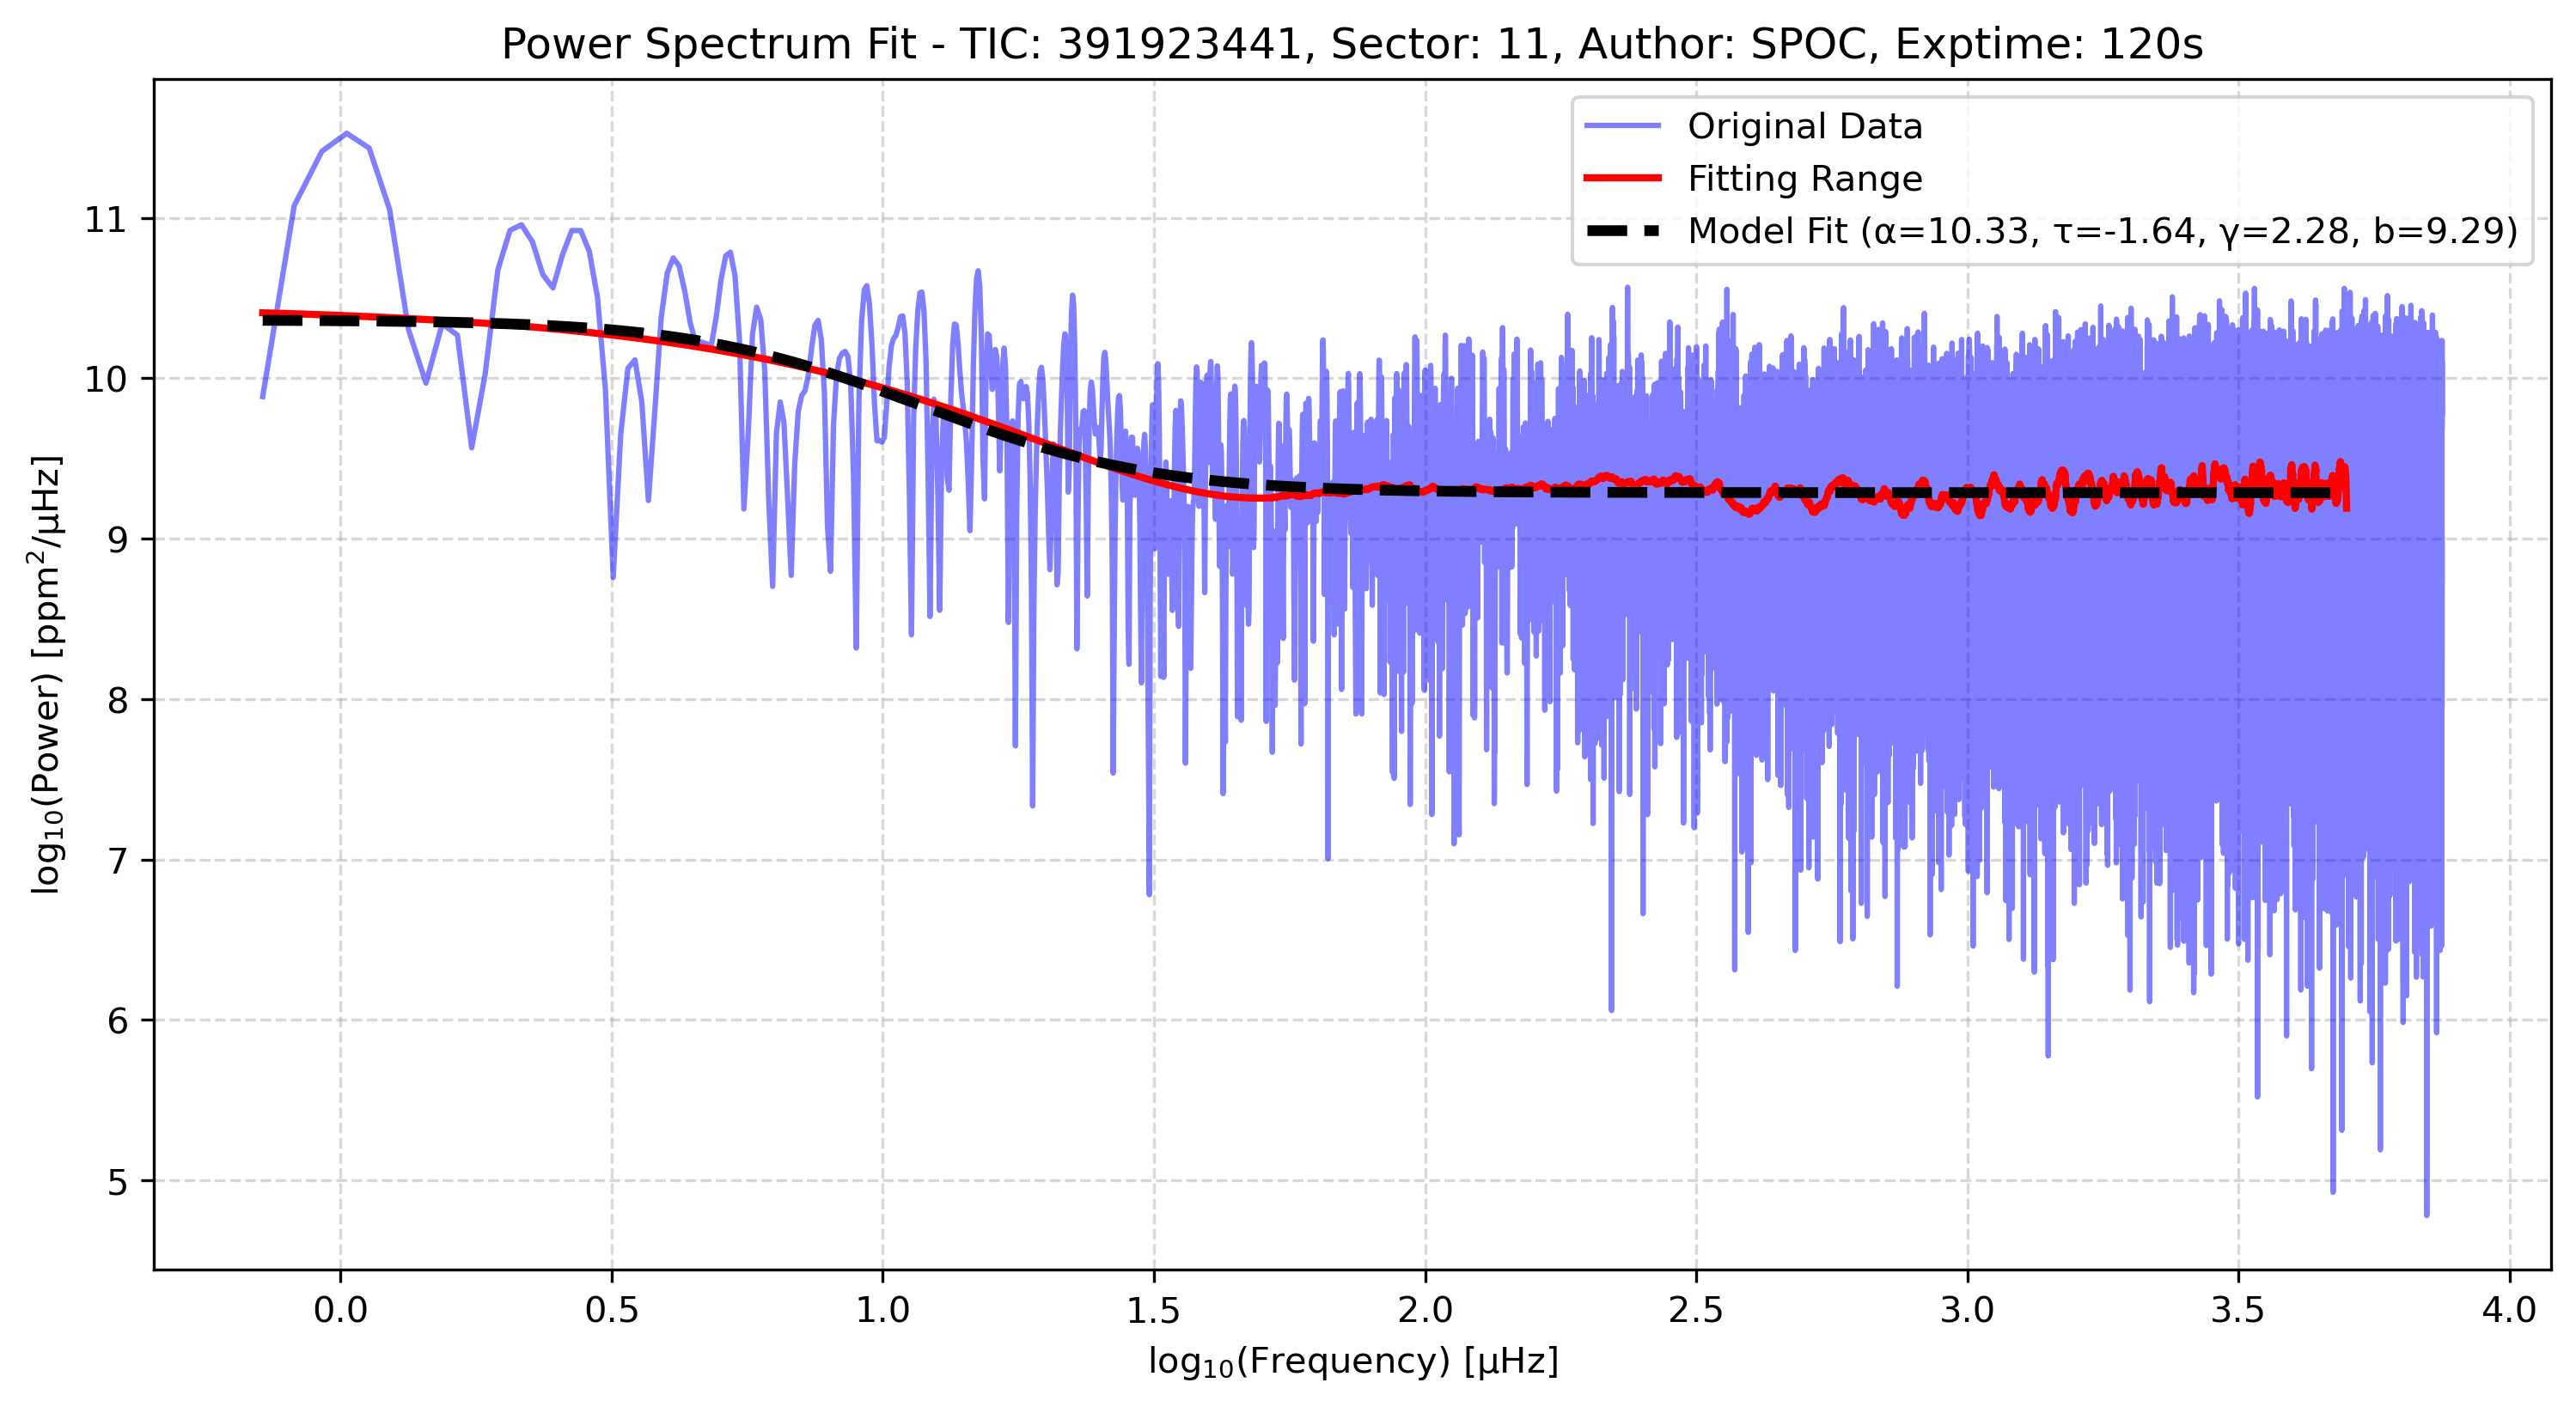 Power Spectrum Fit - TIC: 391923441, Sector: 11, Author: SPOC, Exptime: 120s
Original Data
Fitting Range
Model Fit (α=10.33, τ=-1.64, γ=2.28, b=9.29)
log₁₀(Power) [ppm²/μHz]
11
10
9
8
7
6
5
0.0 0.5 1.0 1.5 2.0 2.5 3.0 3.5 4.0
log₁₀(Frequency) [μHz]